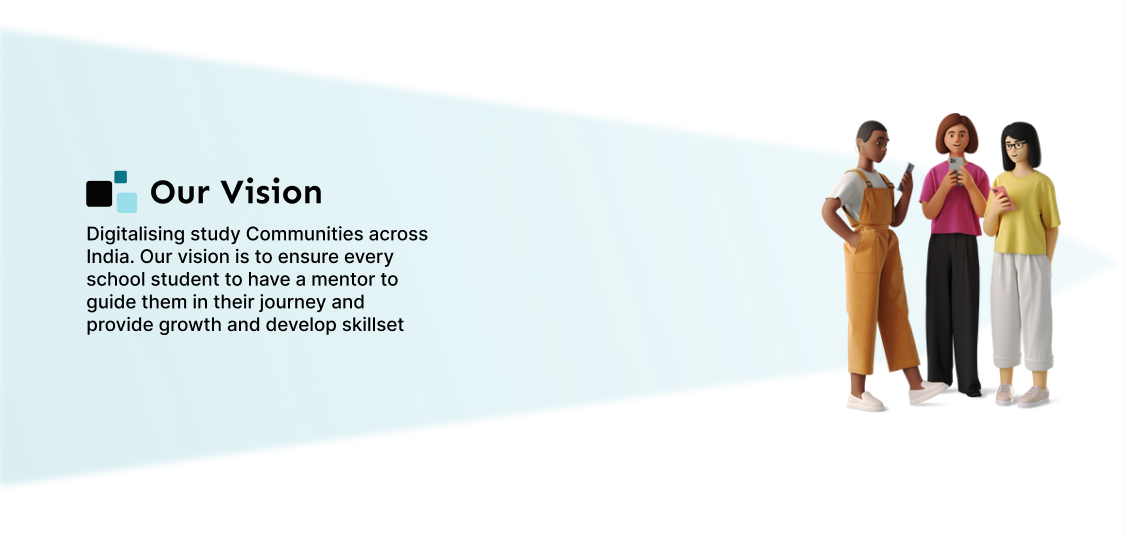 Our Vision
Digitalising study Communities across
India. Our vision is to ensure every
school student to have a mentor to
guide them in their journey and
provide growth and develop skillset